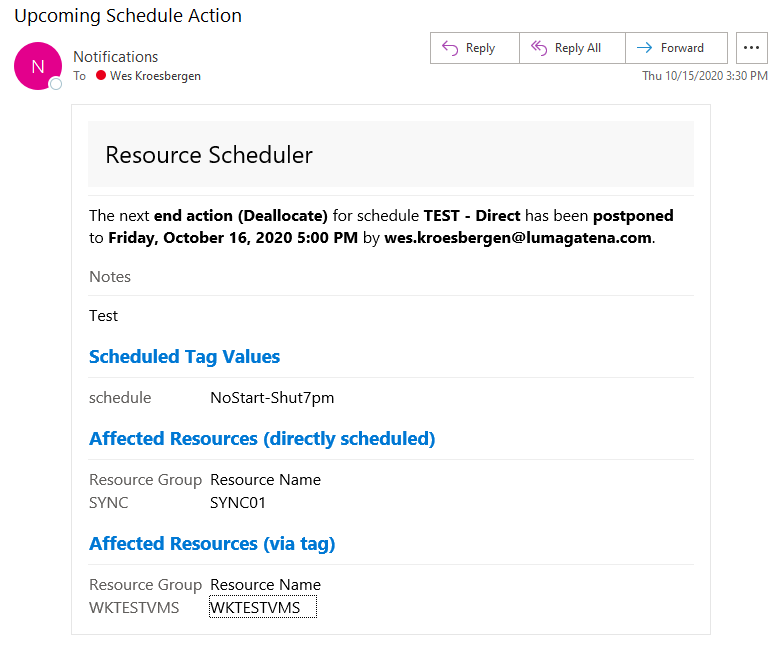 Upcoming Schedule Action
N
Notifications
To Wes Kroesbergen
Reply
Reply All
Forward
...
Thu 10/15/2020 3:30 PM
Resource Scheduler
The next end action (Deallocate) for schedule TEST - Direct has been postponed
to Friday, October 16, 2020 5:00 PM by wes.kroesbergen@lumagatena.com.
Notes
Test
Scheduled Tag Values
schedule NoStart-Shut7pm
Affected Resources (directly scheduled)
Resource Group Resource Name
SYNC SYNC01
Affected Resources (via tag)
Resource Group Resource Name
WKTESTVMS WKTESTVMS